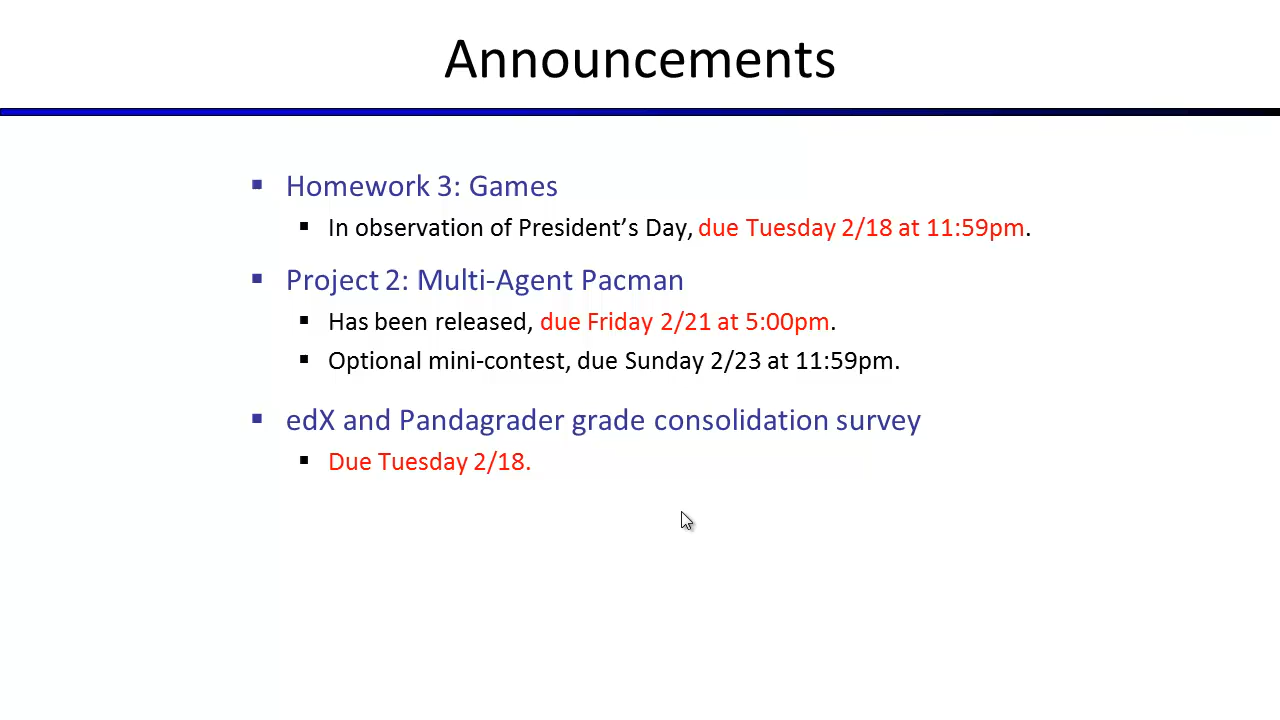 Announcements
Homework 3: Games
In observation of President’s Day, due Tuesday 2/18 at 11:59pm.
Project 2: Multi-Agent Pacman
Has been released, due Friday 2/21 at 5:00pm.
Optional mini-contest, due Sunday 2/23 at 11:59pm.
edX and Pandagrader grade consolidation survey
Due Tuesday 2/18.